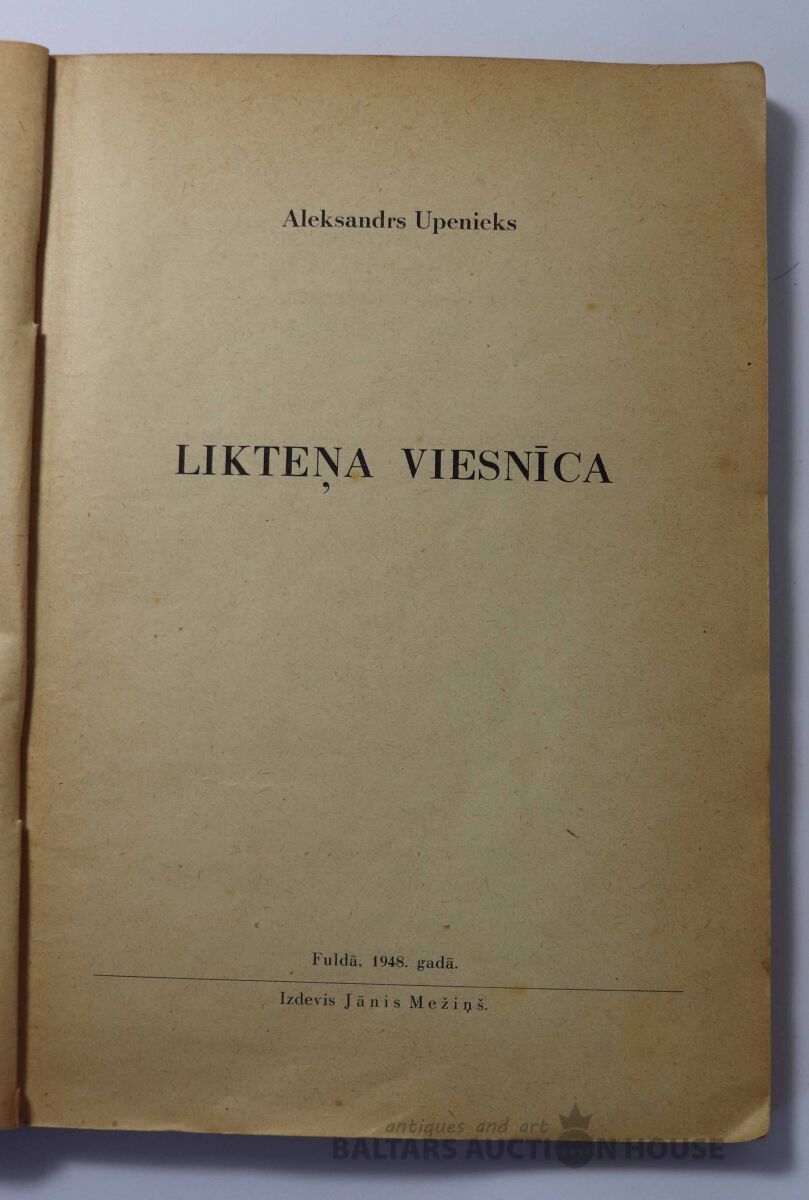 Aleksandrs Upenieks
LIKTEŅA VIESNĪCA
Fuldā, 1948. gadā.
Izdevis Jānis Mežiņš.
antiques and art
BALTARS AUCTION HOUSE